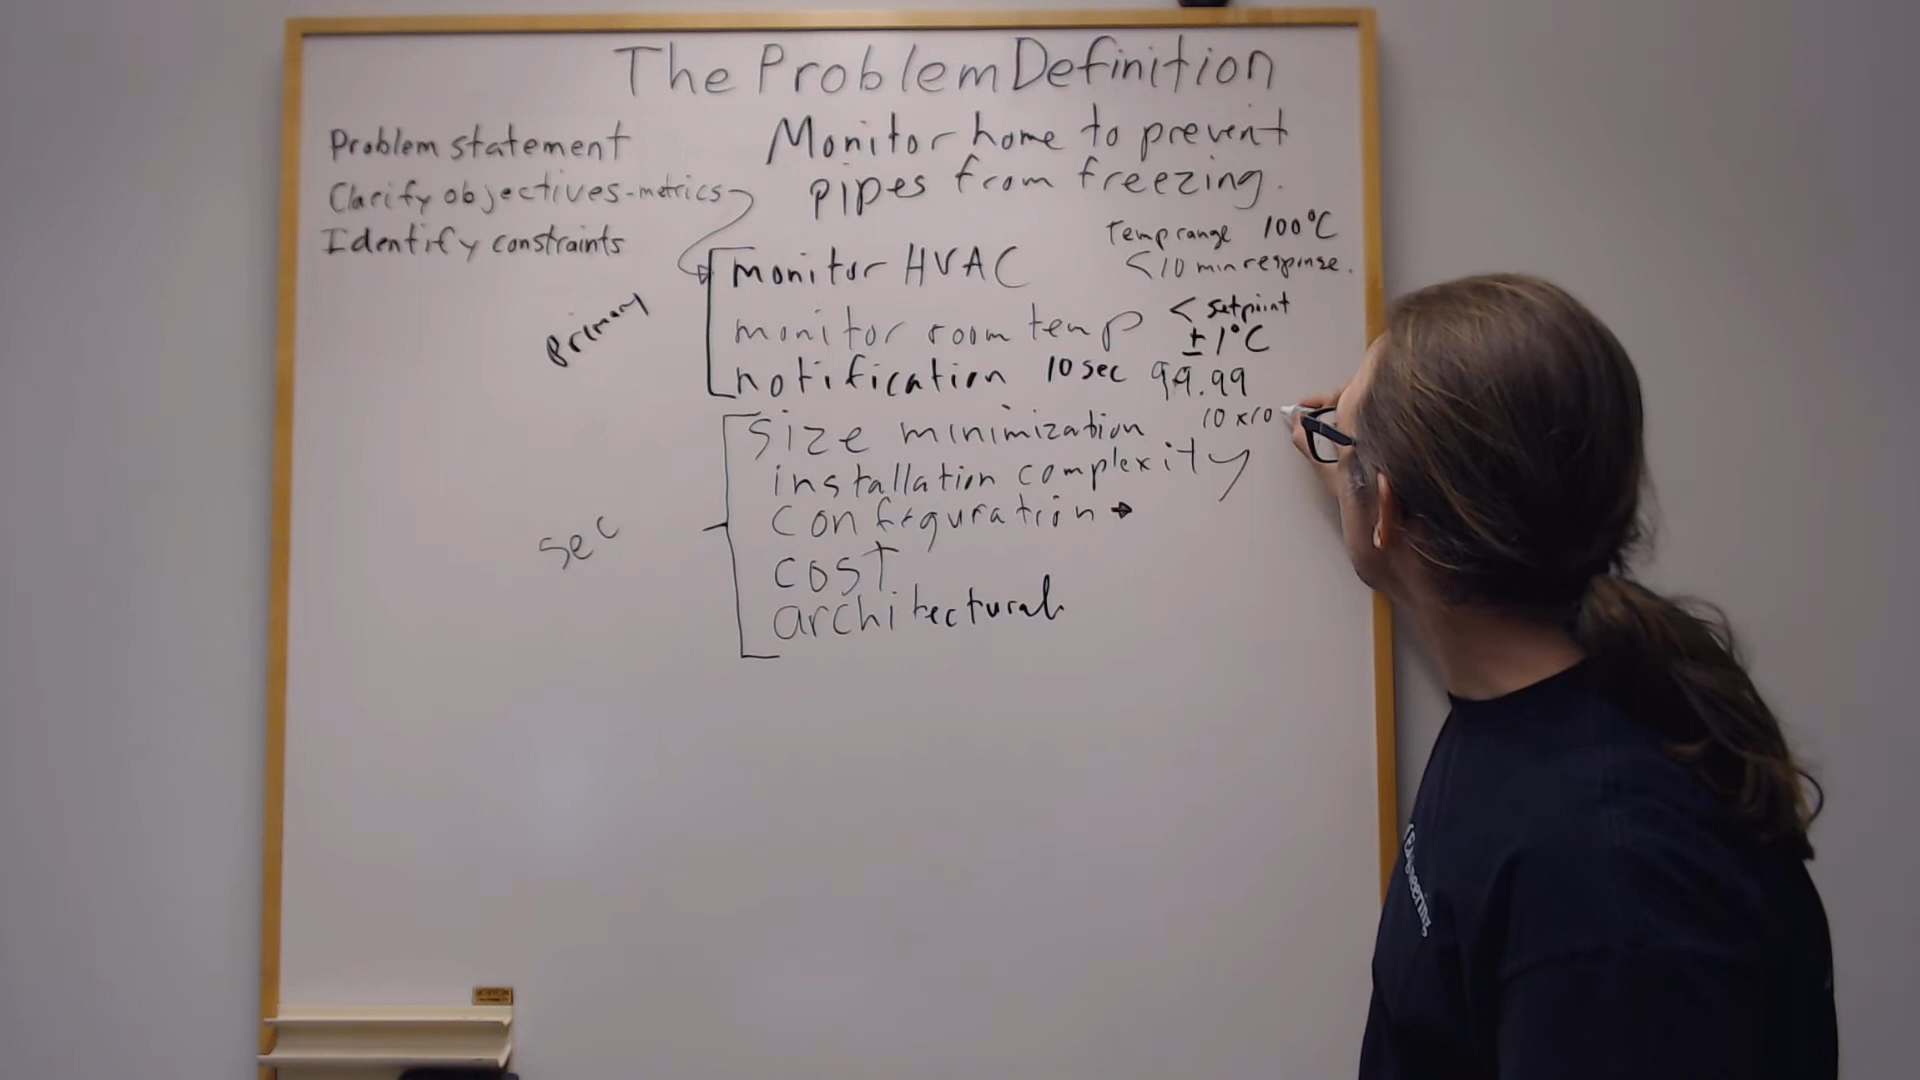 The Problem Definition
Problem statement
Clarify objectives-metrics
Identify constraints
Monitor home to prevent
pipes from freezing.
Primary
monitor HVAC
Temp range 100°C
<10 min response.
monitor room temp
< setpoint
±1°C
notification 10 sec 99.99
sec
size minimization 10x10
installation complexity
configuration
cost
architectural
Engineering